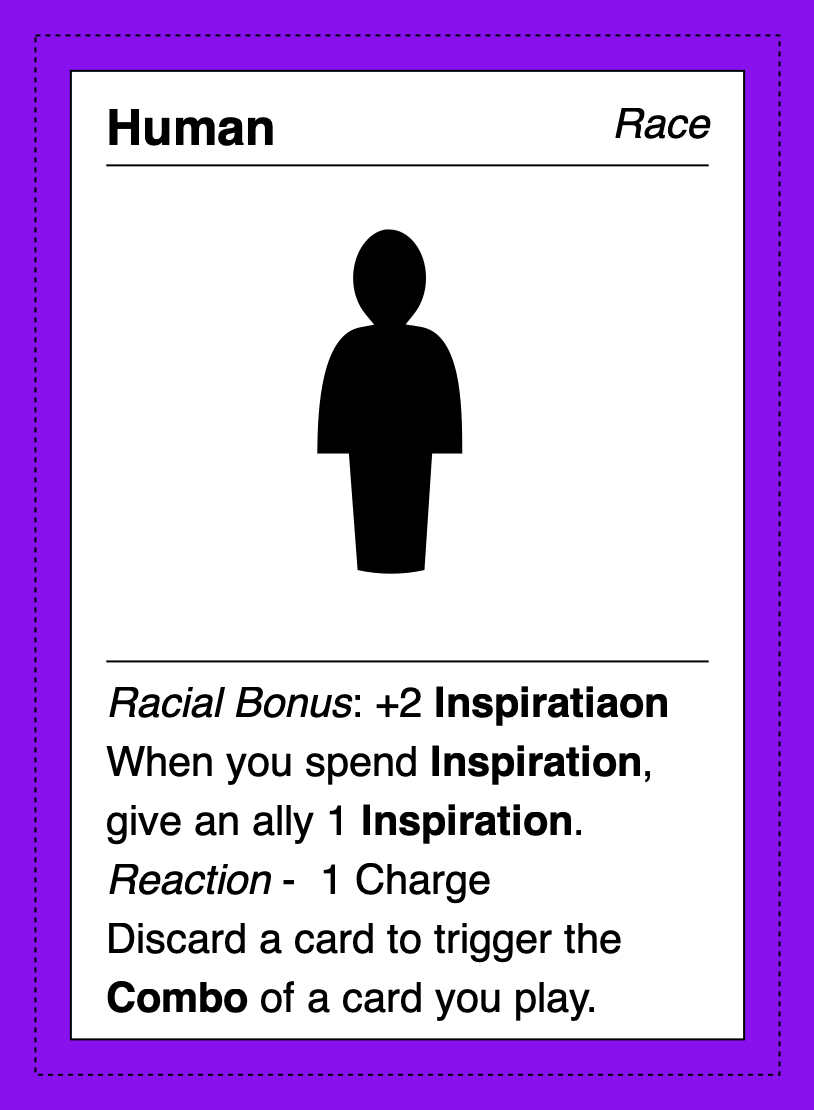 Human
Race
Racial Bonus: +2 Inspiratiaon
When you spend Inspiration,
give an ally 1 Inspiration.
Reaction -  1 Charge
Discard a card to trigger the
Combo of a card you play.